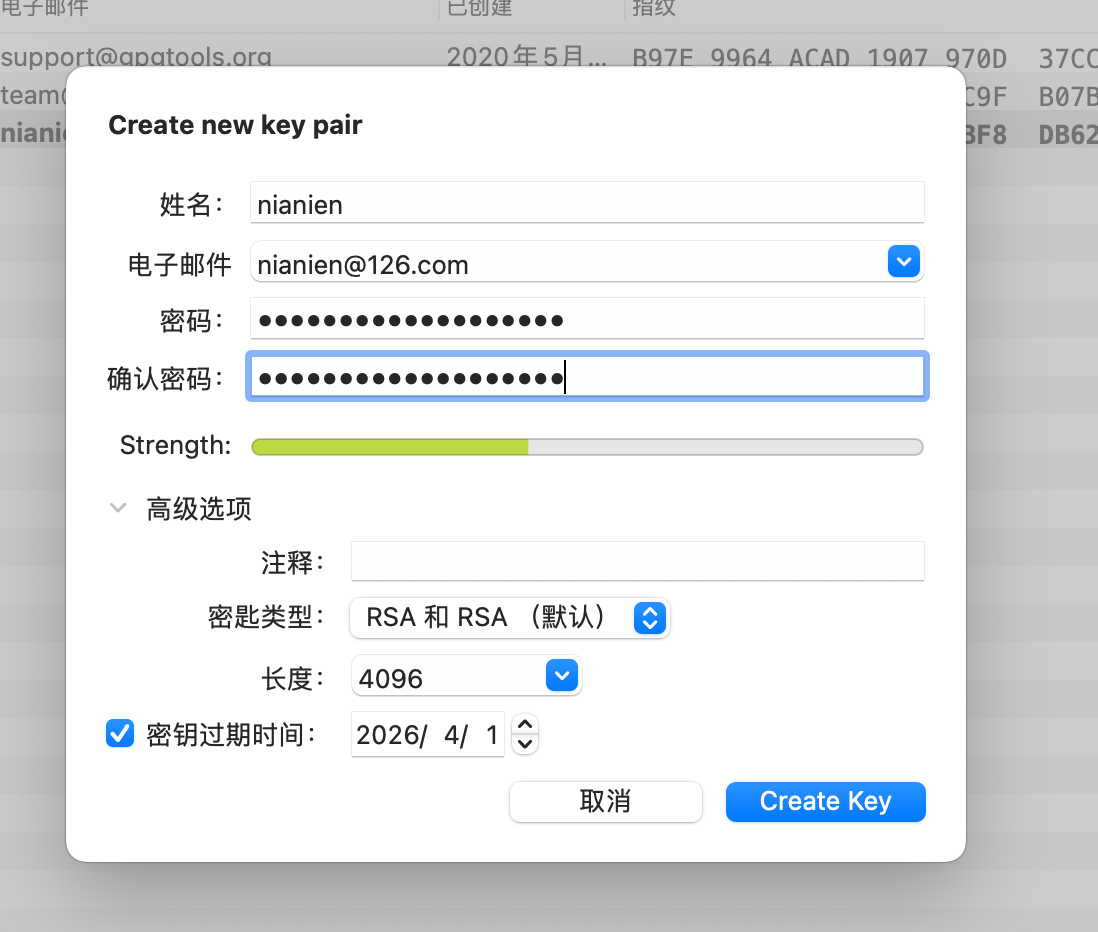 电子邮件 已创建 指纹
support@gpgtools.org 2020年5月... B97E 9964 ACAD 1907 970D 37CC
team C9F B07B
niani BF8 DB62
Create new key pair
姓名： nianien
电子邮件 nianien@126.com
密码： ●●●●●●●●●●●●●●●●●●●
确认密码： ●●●●●●●●●●●●●●●●●●●
Strength:
高级选项
注释：
密匙类型： RSA 和 RSA （默认）
长度： 4096
密钥过期时间： 2026/ 4/ 1
取消 Create Key